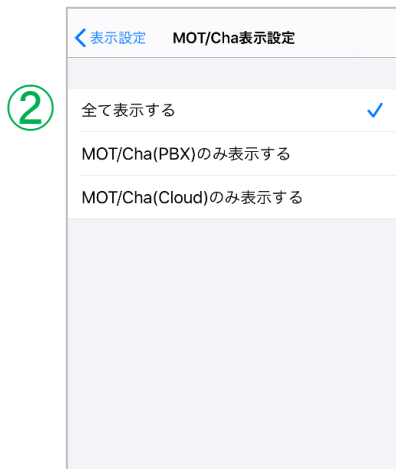 表示設定 MOT/Cha表示設定
② 全て表示する
MOT/Cha(PBX)のみ表示する
MOT/Cha(Cloud)のみ表示する